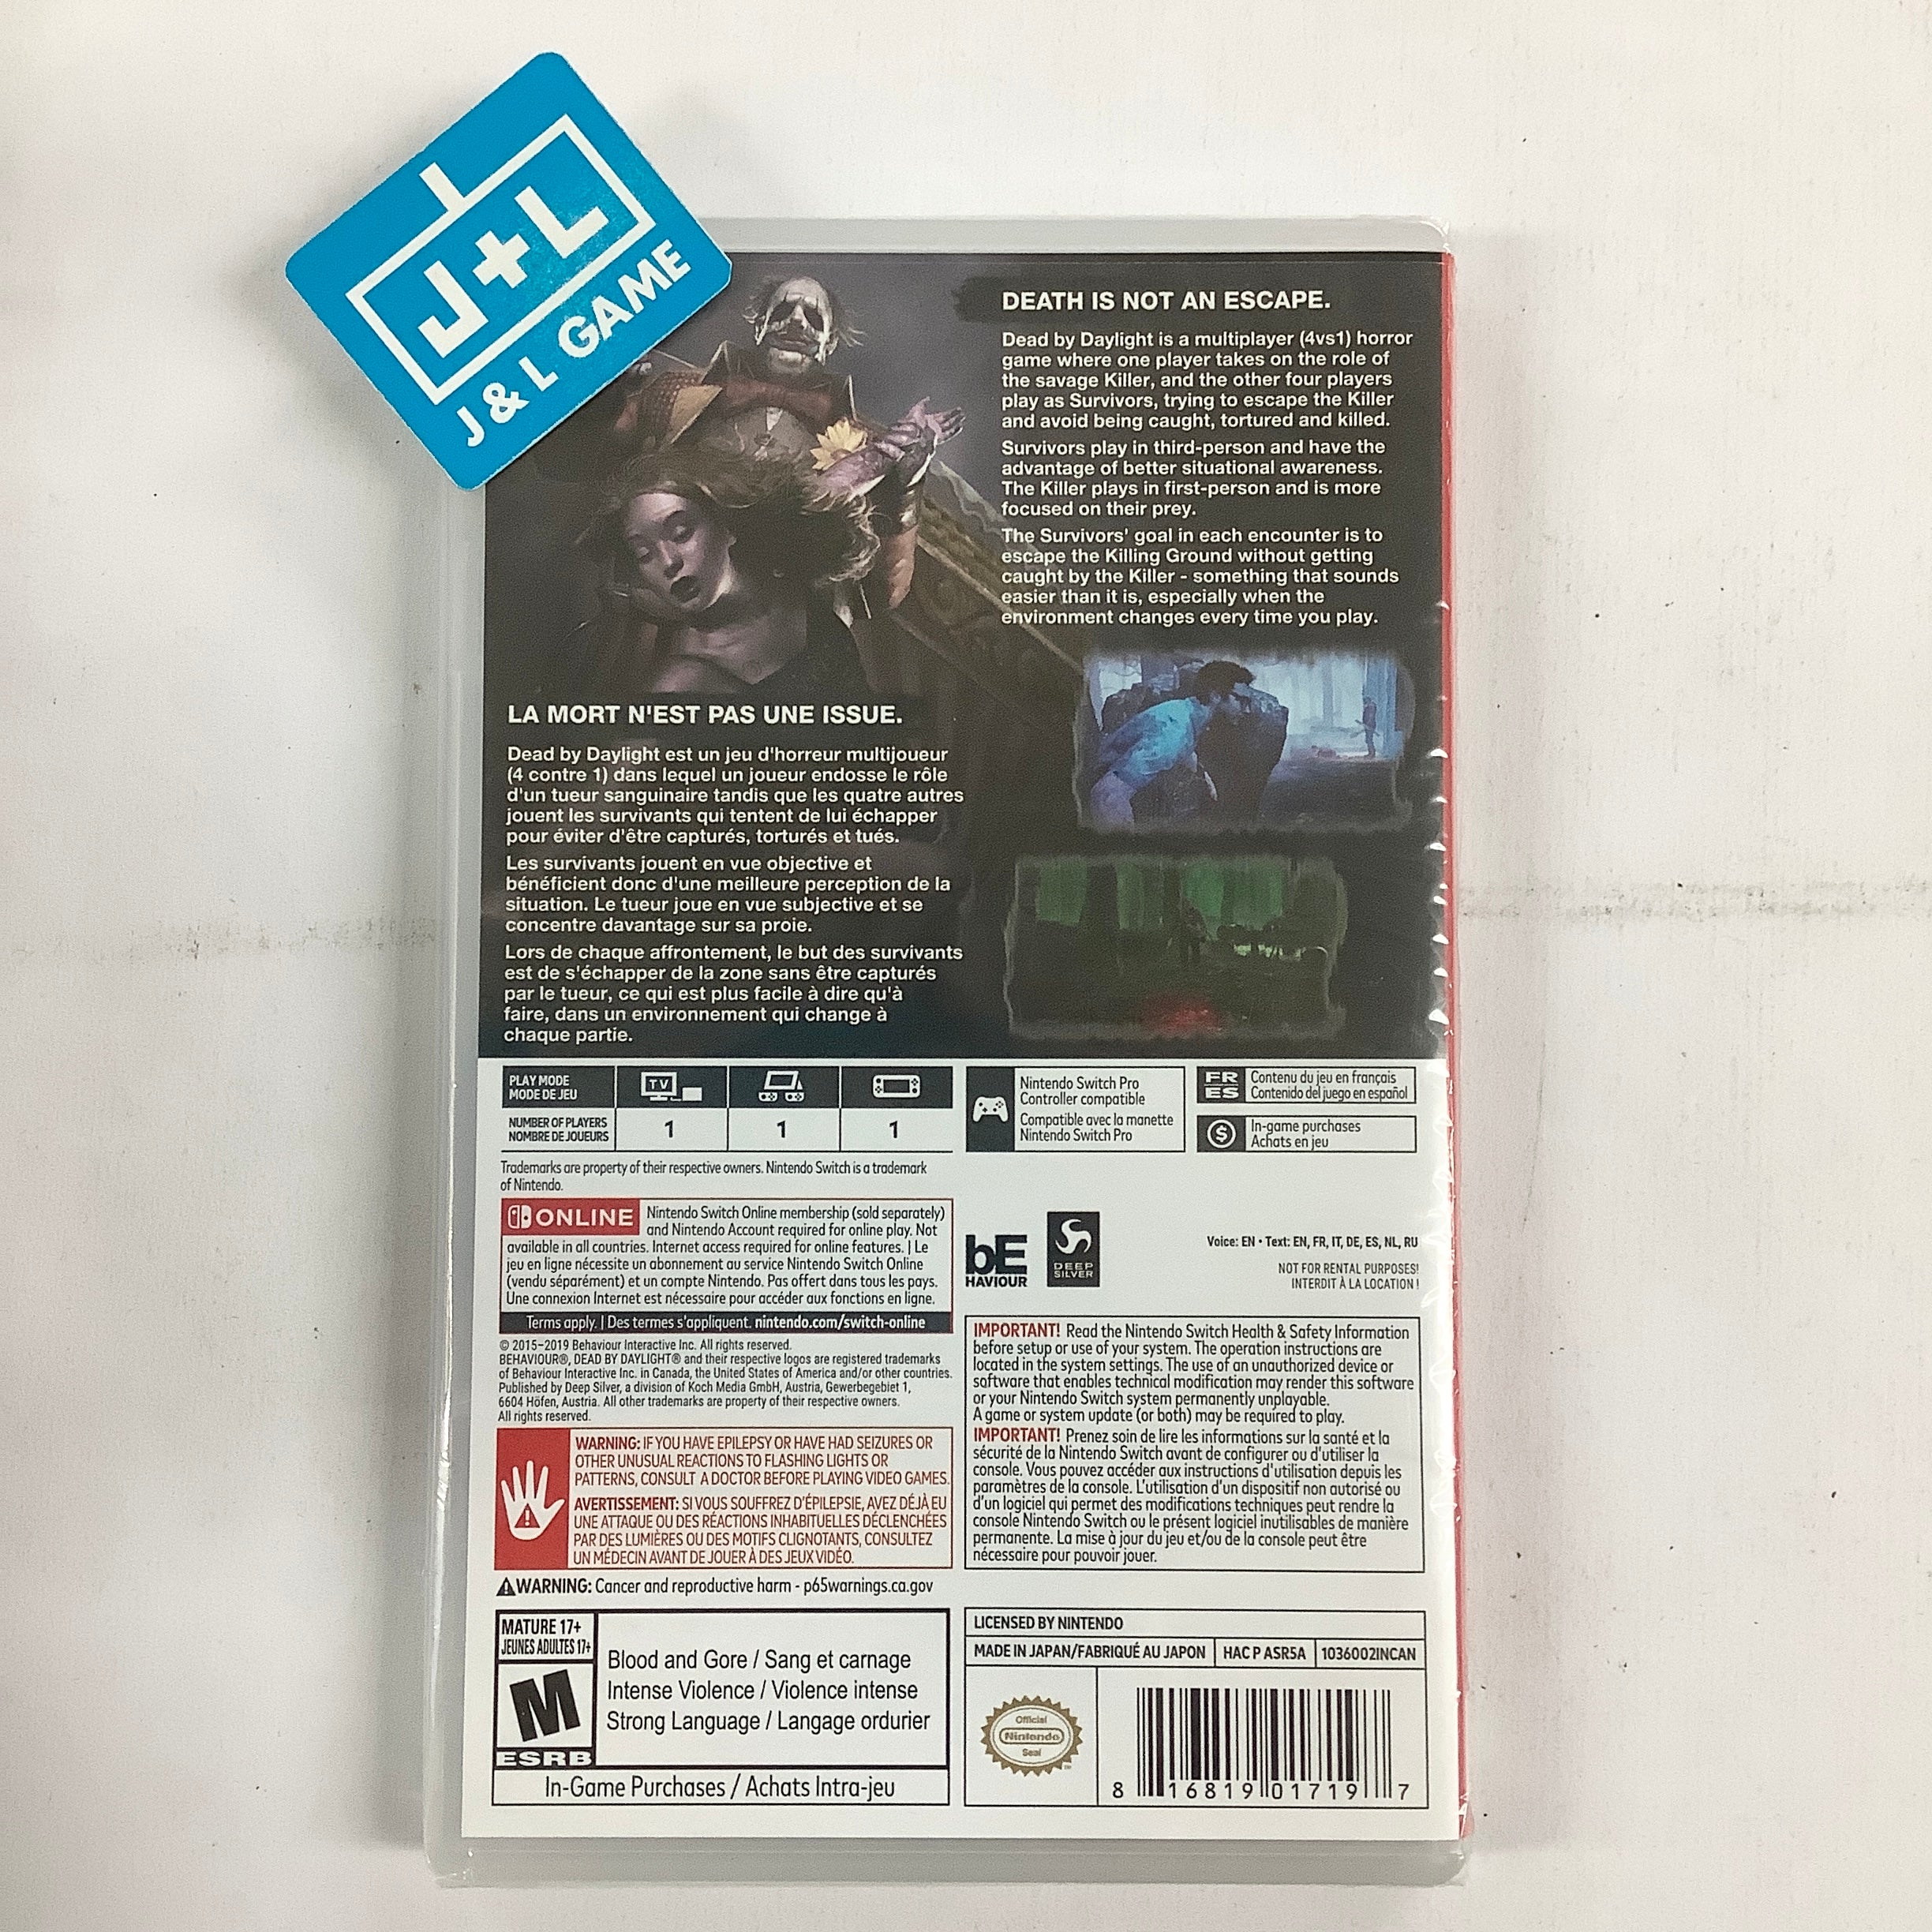 J+L
J & L GAME
DEATH IS NOT AN ESCAPE.
Dead by Daylight is a multiplayer (4vs1) horror
game where one player takes on the role of
the savage Killer, and the other four players
play as Survivors, trying to escape the Killer
and avoid being caught, tortured and killed.
Survivors play in third-person and have the
advantage of better situational awareness.
The Killer plays in first-person and is more
focused on their prey.
The Survivors' goal in each encounter is to
escape the Killing Ground without getting
caught by the Killer - something that sounds
easier than it is, especially when the
environment changes every time you play.
LA MORT N'EST PAS UNE ISSUE.
Dead by Daylight est un jeu d'horreur multijoueur
(4 contre 1) dans lequel un joueur endosse le rôle
d'un tueur sanguinaire tandis que les quatre autres
jouent les survivants qui tentent de lui échapper
pour éviter d'être capturés, torturés et tués.
Les survivants jouent en vue objective et
bénéficient donc d'une meilleure perception de la
situation. Le tueur joue en vue subjective et se
concentre davantage sur sa proie.
Lors de chaque affrontement, le but des survivants
est de s'échapper de la zone sans être capturés
par le tueur, ce qui est plus facile à dire qu'à
faire, dans un environnement qui change à
chaque partie.
PLAY MODE
MODE DE JEU
TV
NUMBER OF PLAYERS
NOMBRE DE JOUEURS
1 1 1
Nintendo Switch Pro
Controller compatible
Compatible avec la manette
Nintendo Switch Pro
FR
ES
Contenu du jeu en français
Contenido del juego en español
$
In-game purchases
Achats en jeu
Trademarks are property of their respective owners. Nintendo Switch is a trademark
of Nintendo.
ONLINE
Nintendo Switch Online membership (sold separately)
and Nintendo Account required for online play. Not
available in all countries. Internet access required for online features. | Le
jeu en ligne nécessite un abonnement au service Nintendo Switch Online
(vendu séparément) et un compte Nintendo. Pas offert dans tous les pays.
Une connexion Internet est nécessaire pour accéder aux fonctions en ligne.
Terms apply. | Des termes s'appliquent. nintendo.com/switch-online
bE
HAVIOUR
DEEP
SILVER
Voice: EN • Text: EN, FR, IT, DE, ES, NL, RU
NOT FOR RENTAL PURPOSES!
INTERDIT À LA LOCATION !
© 2015–2019 Behaviour Interactive Inc. All rights reserved.
BEHAVIOUR®, DEAD BY DAYLIGHT® and their respective logos are registered trademarks
of Behaviour Interactive Inc. in Canada, the United States of America and/or other countries.
Published by Deep Silver, a division of Koch Media GmbH, Austria, Gewerbegebiet 1,
6604 Höfen, Austria. All other trademarks are property of their respective owners.
All rights reserved.
WARNING: IF YOU HAVE EPILEPSY OR HAVE HAD SEIZURES OR
OTHER UNUSUAL REACTIONS TO FLASHING LIGHTS OR
PATTERNS, CONSULT A DOCTOR BEFORE PLAYING VIDEO GAMES.
AVERTISSEMENT: SI VOUS SOUFFREZ D'ÉPILEPSIE, AVEZ DÉJÀ EU
UNE ATTAQUE OU DES RÉACTIONS INHABITUELLES DÉCLENCHÉES
PAR DES LUMIÈRES OU DES MOTIFS CLIGNOTANTS, CONSULTEZ
UN MÉDECIN AVANT DE JOUER À DES JEUX VIDÉO.
WARNING: Cancer and reproductive harm - p65warnings.ca.gov
IMPORTANT! Read the Nintendo Switch Health & Safety Information
before setup or use of your system. The operation instructions are
located in the system settings. The use of an unauthorized device or
software that enables technical modification may render this software
or your Nintendo Switch system permanently unplayable.
A game or system update (or both) may be required to play.
IMPORTANT! Prenez soin de lire les informations sur la santé et la
sécurité de la Nintendo Switch avant de configurer ou d'utiliser la
console. Vous pouvez accéder aux instructions d'utilisation depuis les
paramètres de la console. L'utilisation d'un dispositif non autorisé ou
d'un logiciel qui permet des modifications techniques peut rendre la
console Nintendo Switch ou le présent logiciel inutilisables de manière
permanente. La mise à jour du jeu et/ou de la console peut être
nécessaire pour pouvoir jouer.
MATURE 17+
JEUNES ADULTES 17+
M
ESRB
Blood and Gore / Sang et carnage
Intense Violence / Violence intense
Strong Language / Langage ordurier
In-Game Purchases / Achats Intra-jeu
LICENSED BY NINTENDO
MADE IN JAPAN/FABRIQUÉ AU JAPON HAC P ASR5A 1036002INCAN
Official
Nintendo
Seal
8 16819 01719 7